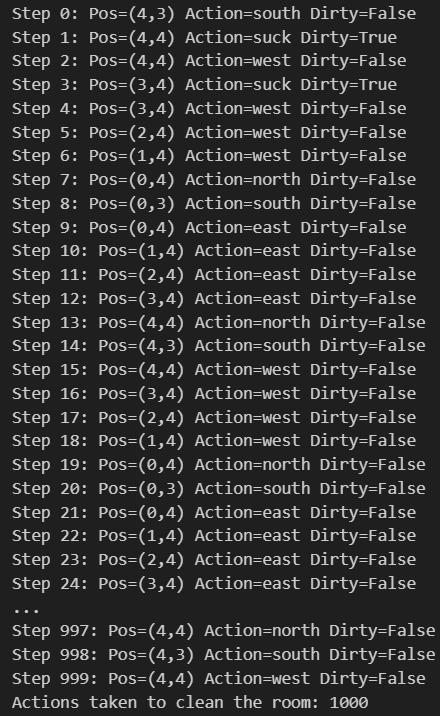 Step 0: Pos=(4,3) Action=south Dirty=False
Step 1: Pos=(4,4) Action=suck Dirty=True
Step 2: Pos=(4,4) Action=west Dirty=False
Step 3: Pos=(3,4) Action=suck Dirty=True
Step 4: Pos=(3,4) Action=west Dirty=False
Step 5: Pos=(2,4) Action=west Dirty=False
Step 6: Pos=(1,4) Action=west Dirty=False
Step 7: Pos=(0,4) Action=north Dirty=False
Step 8: Pos=(0,3) Action=south Dirty=False
Step 9: Pos=(0,4) Action=east Dirty=False
Step 10: Pos=(1,4) Action=east Dirty=False
Step 11: Pos=(2,4) Action=east Dirty=False
Step 12: Pos=(3,4) Action=east Dirty=False
Step 13: Pos=(4,4) Action=north Dirty=False
Step 14: Pos=(4,3) Action=south Dirty=False
Step 15: Pos=(4,4) Action=west Dirty=False
Step 16: Pos=(3,4) Action=west Dirty=False
Step 17: Pos=(2,4) Action=west Dirty=False
Step 18: Pos=(1,4) Action=west Dirty=False
Step 19: Pos=(0,4) Action=north Dirty=False
Step 20: Pos=(0,3) Action=south Dirty=False
Step 21: Pos=(0,4) Action=east Dirty=False
Step 22: Pos=(1,4) Action=east Dirty=False
Step 23: Pos=(2,4) Action=east Dirty=False
Step 24: Pos=(3,4) Action=east Dirty=False
...
Step 997: Pos=(4,4) Action=north Dirty=False
Step 998: Pos=(4,3) Action=south Dirty=False
Step 999: Pos=(4,4) Action=west Dirty=False
Actions taken to clean the room: 1000